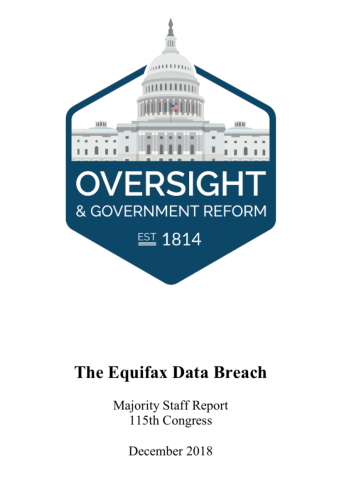 OVERSIGHT
& GOVERNMENT REFORM
EST 1814
The Equifax Data Breach
Majority Staff Report
115th Congress
December 2018